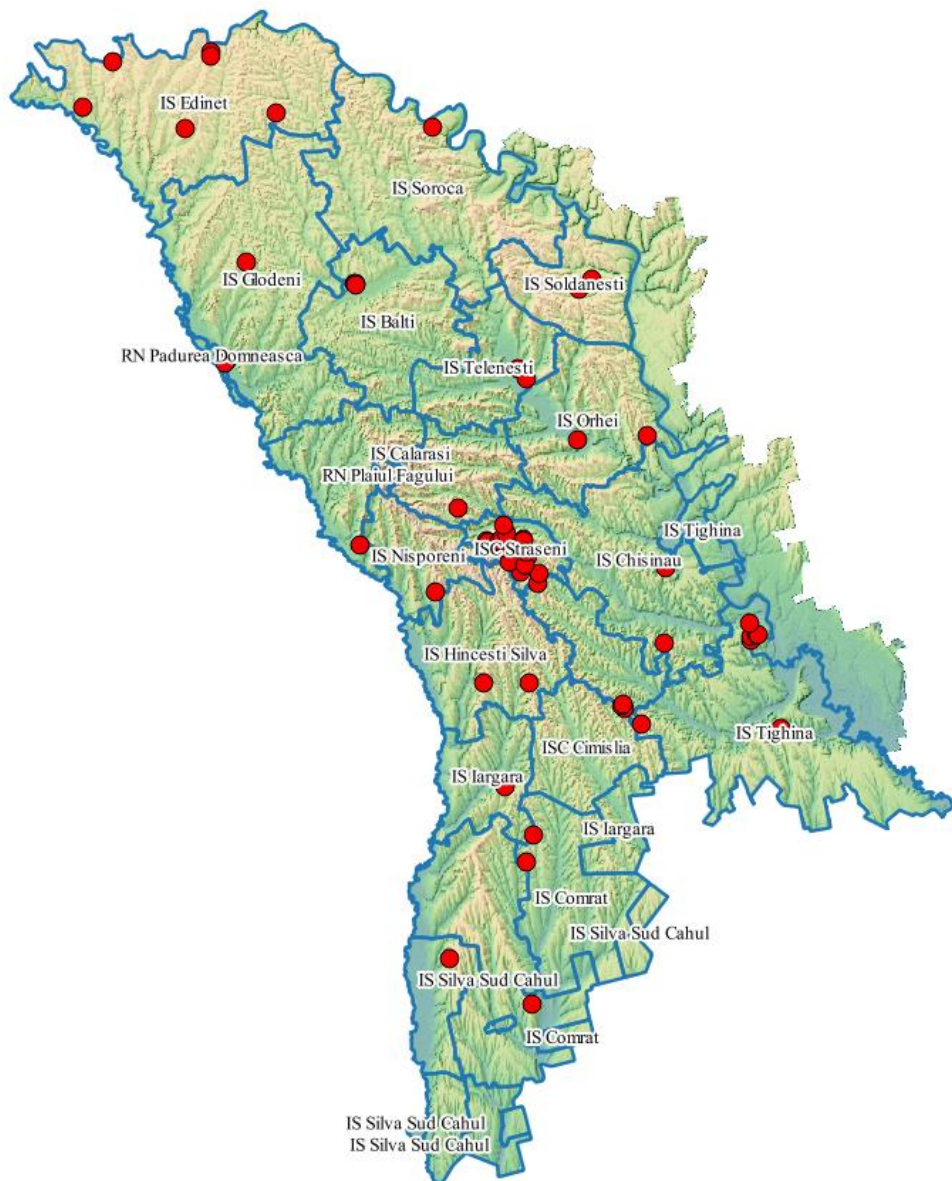 IS Edinet
IS Soroca
IS Glodeni
IS Soldanesti
IS Balti
RN Padurea Domneasca
IS Telenesti
IS Orhei
IS Calarasi
RN Plaiul Fagului
IS Tighina
IS Nisporeni
ISC Straseni
IS Chisinau
IS Hincesti Silva
IS Tighina
ISC Cimislia
IS Iargara
IS Iargara
IS Comrat
IS Silva Sud Cahul
IS Silva Sud Cahul
IS Comrat
IS Silva Sud Cahul
IS Silva Sud Cahul